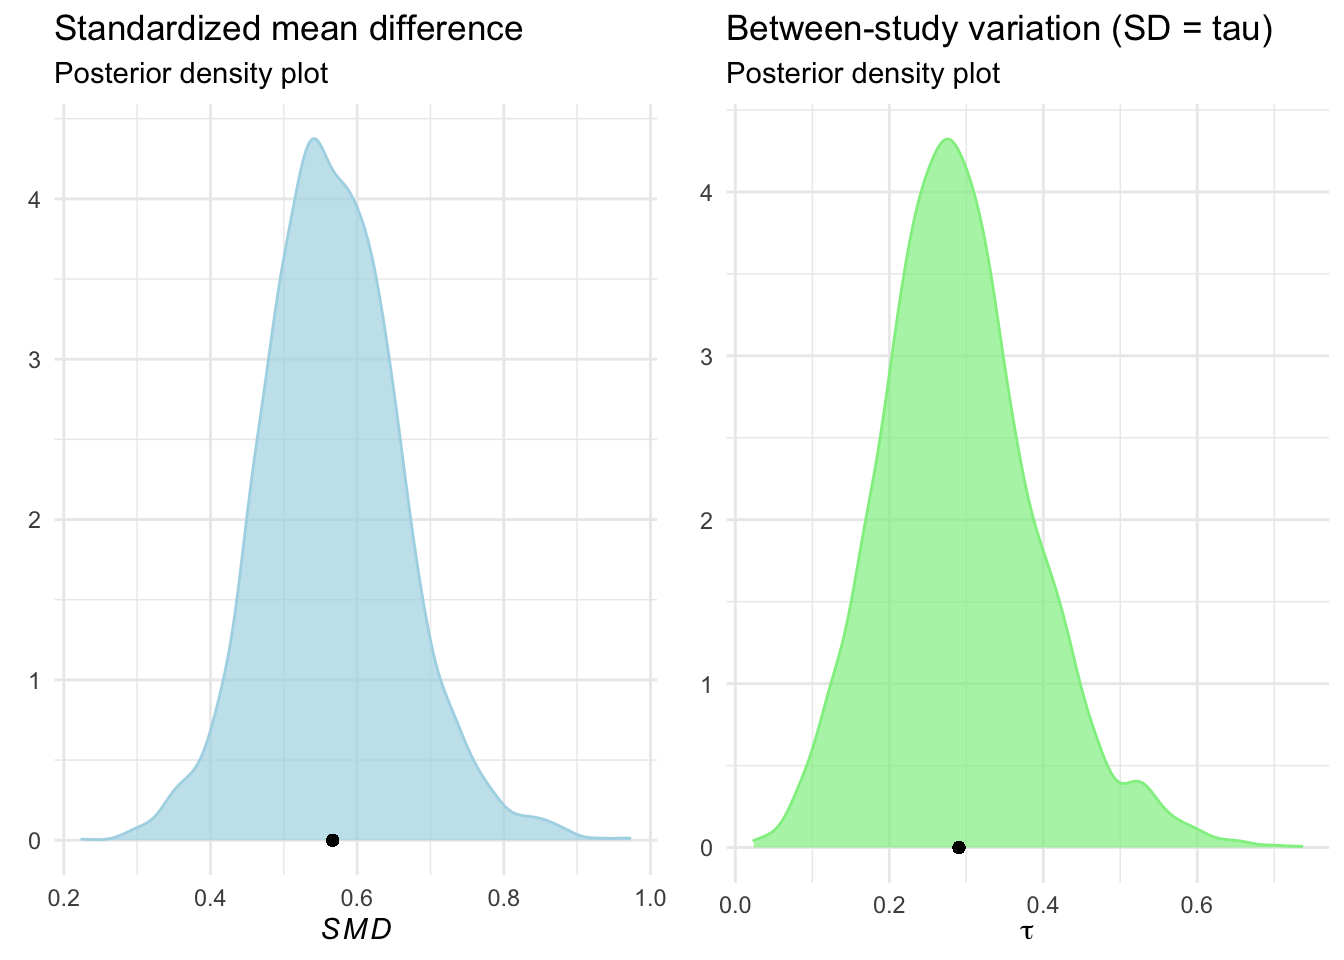 Standardized mean difference
Posterior density plot
4
3
2
1
0
0.2 0.4 0.6 0.8 1.0
SMD
Between-study variation (SD = tau)
Posterior density plot
4
3
2
1
0
0.0 0.2 0.4 0.6
τ